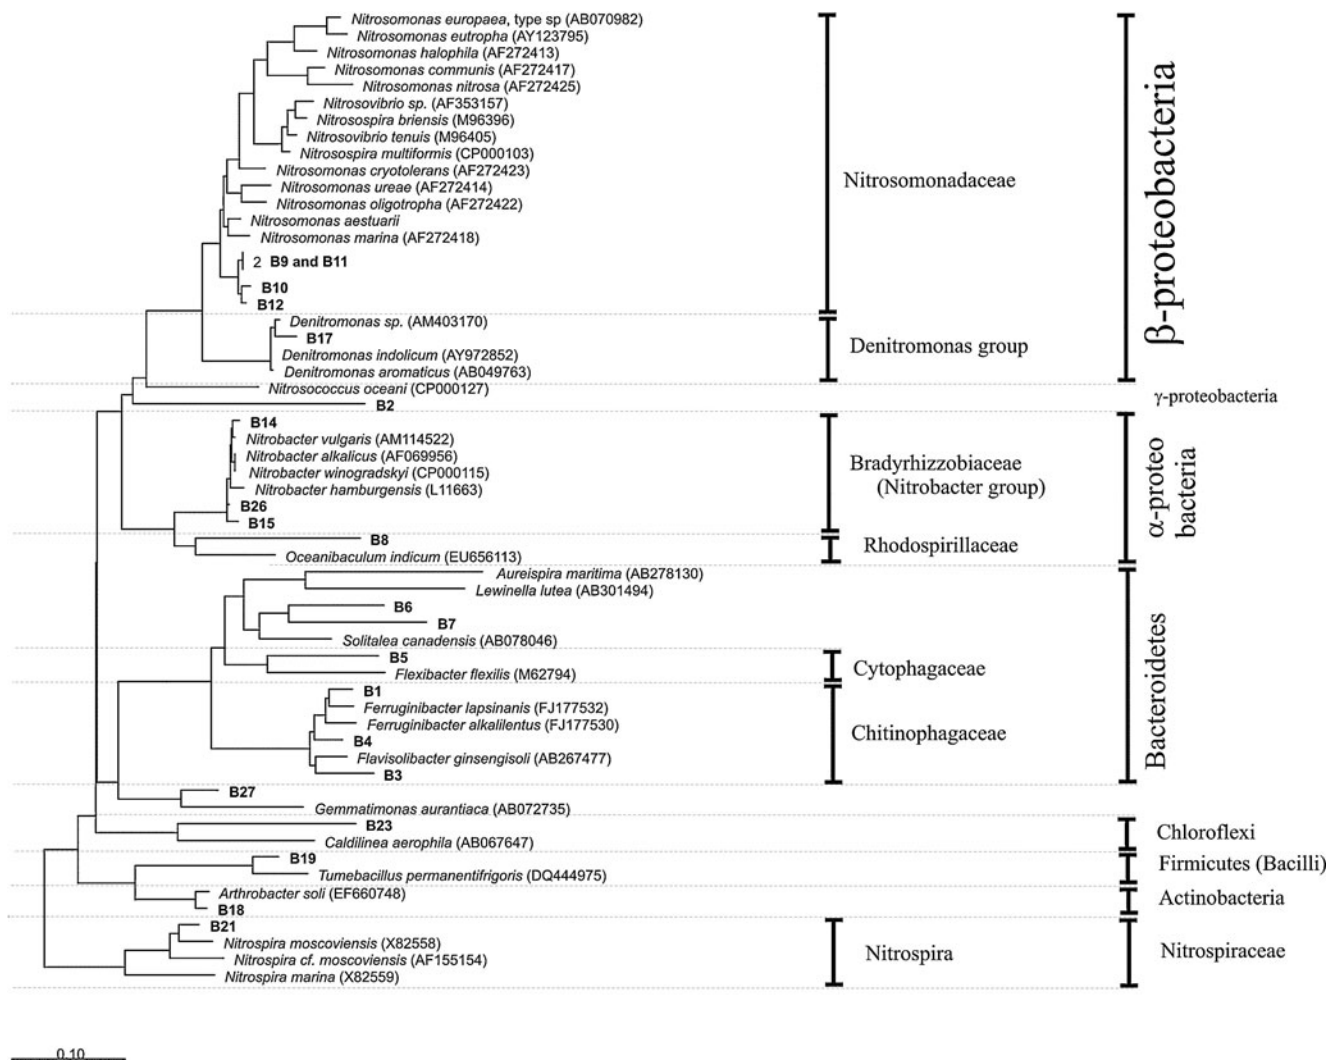 Nitrosomonas europaea, type sp (AB070982)
Nitrosomonas eutropha (AY123795)
Nitrosomonas halophila (AF272413)
Nitrosomonas communis (AF272417)
Nitrosomonas nitrosa (AF272425)
Nitrosovibrio sp. (AF353157)
Nitrosospira briensis (M96396)
Nitrosovibrio tenuis (M96405)
Nitrosospira multiformis (CP000103)
Nitrosomonas cryotolerans (AF272423)
Nitrosomonas ureae (AF272414)
Nitrosomonas oligotropha (AF272422)
Nitrosomonas aestuarii
Nitrosomonas marina (AF272418)
2 B9 and B11
B10
B12
Nitrosomonadaceae
β-proteobacteria
Denitromonas sp. (AM403170)
B17
Denitromonas indolicum (AY972852)
Denitromonas aromaticus (AB049763)
Denitromonas group
Nitrosococcus oceani (CP000127)
B2
γ-proteobacteria
B14
Nitrobacter vulgaris (AM114522)
Nitrobacter alkalicus (AF069956)
Nitrobacter winogradskyi (CP000115)
Nitrobacter hamburgensis (L11663)
B26
B15
Bradyrhizzobiaceae
(Nitrobacter group)
α-proteo
bacteria
B8
Oceanibaculum indicum (EU656113)
Rhodospirillaceae
Aureispira maritima (AB278130)
Lewinella lutea (AB301494)
B6
B7
Solitalea canadensis (AB078046)
B5
Flexibacter flexilis (M62794)
Cytophagaceae
B1
Ferruginibacter lapsinanis (FJ177532)
Ferruginibacter alkalilentus (FJ177530)
B4
Flavisolibacter ginsengisoli (AB267477)
B3
Chitinophagaceae
Bacteroidetes
B27
Gemmatimonas aurantiaca (AB072735)
B23
Caldilinea aerophila (AB067647)
Chloroflexi
B19
Tumebacillus permanentifrigoris (DQ444975)
Firmicutes (Bacilli)
Arthrobacter soli (EF660748)
B18
Actinobacteria
B21
Nitrospira moscoviensis (X82558)
Nitrospira cf. moscoviensis (AF155154)
Nitrospira marina (X82559)
Nitrospira
Nitrospiraceae
0.10